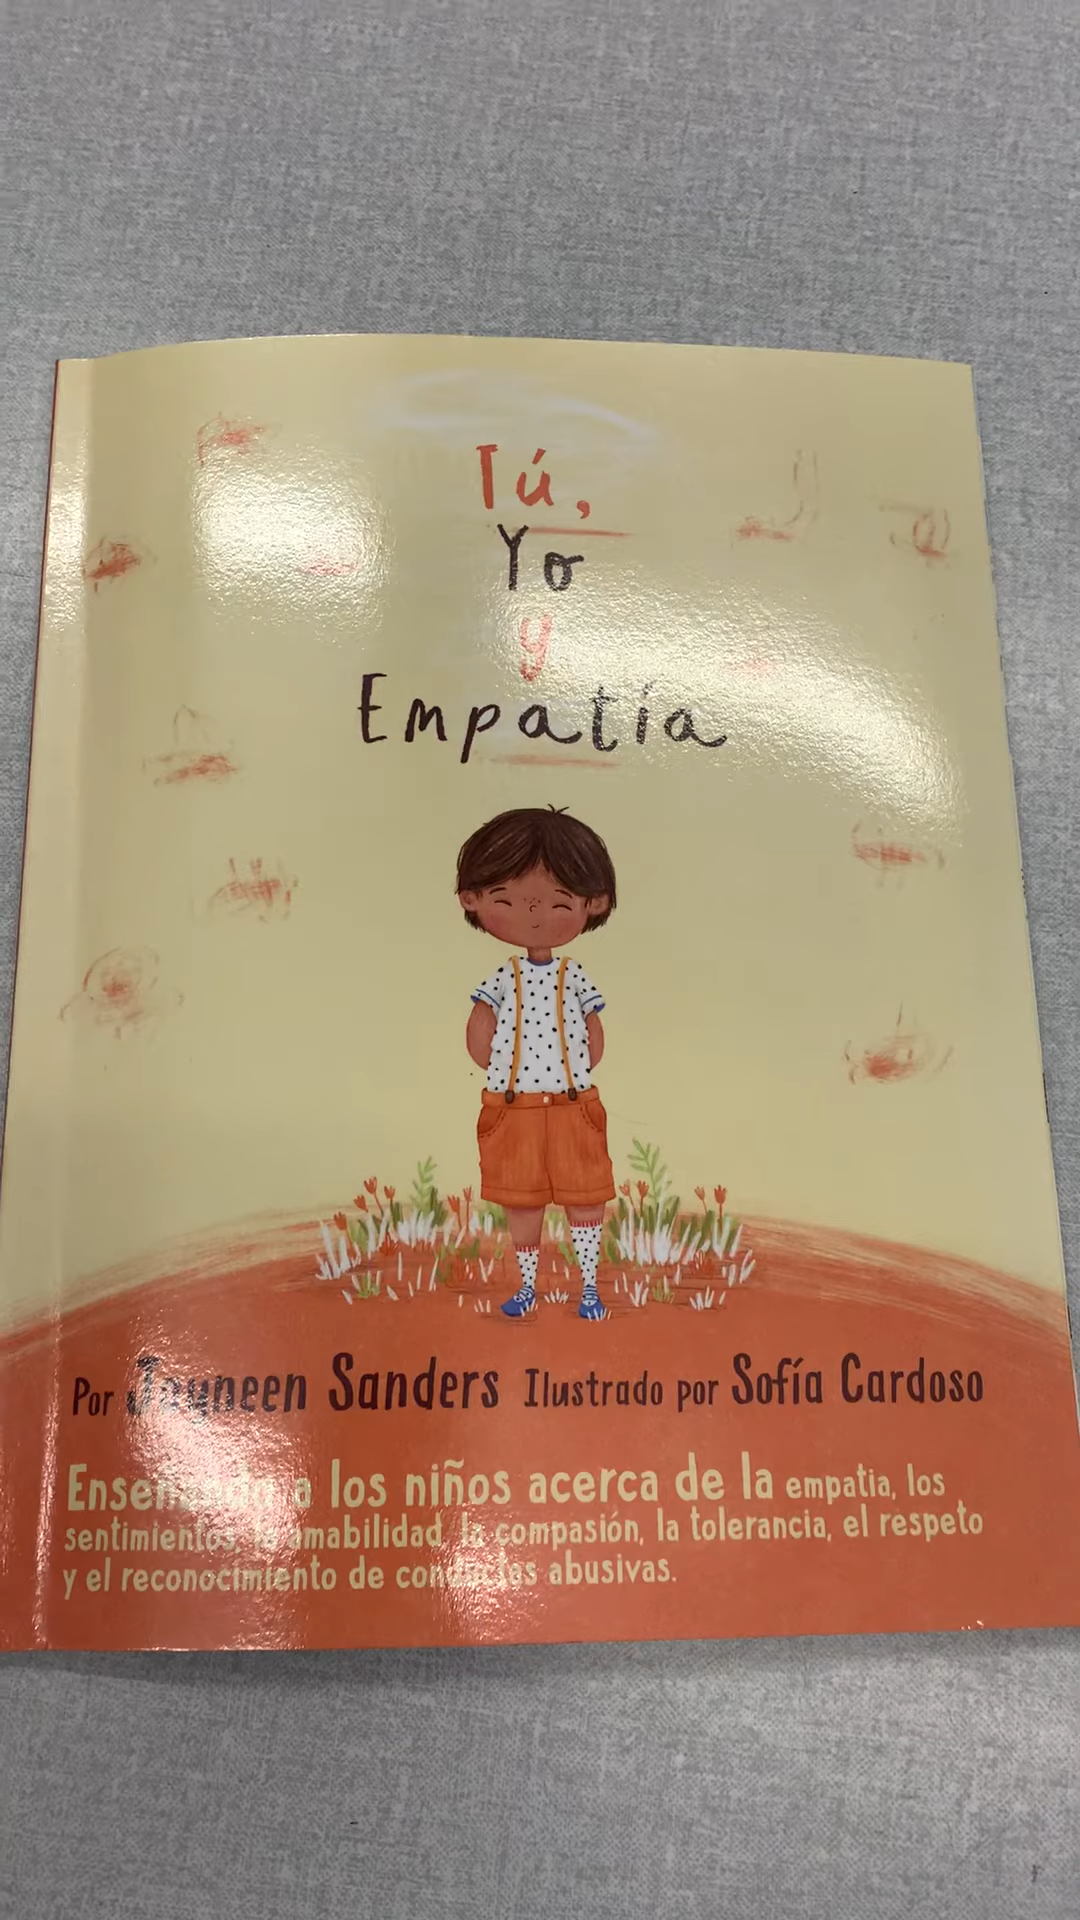 Tú,
Yo
y
Empatía
Por Jayneen Sanders Ilustrado por Sofía Cardoso
Enseñando a los niños acerca de la empatia, los
sentimientos, la amabilidad, la compasión, la tolerancia, el respeto
y el reconocimiento de conductas abusivas.